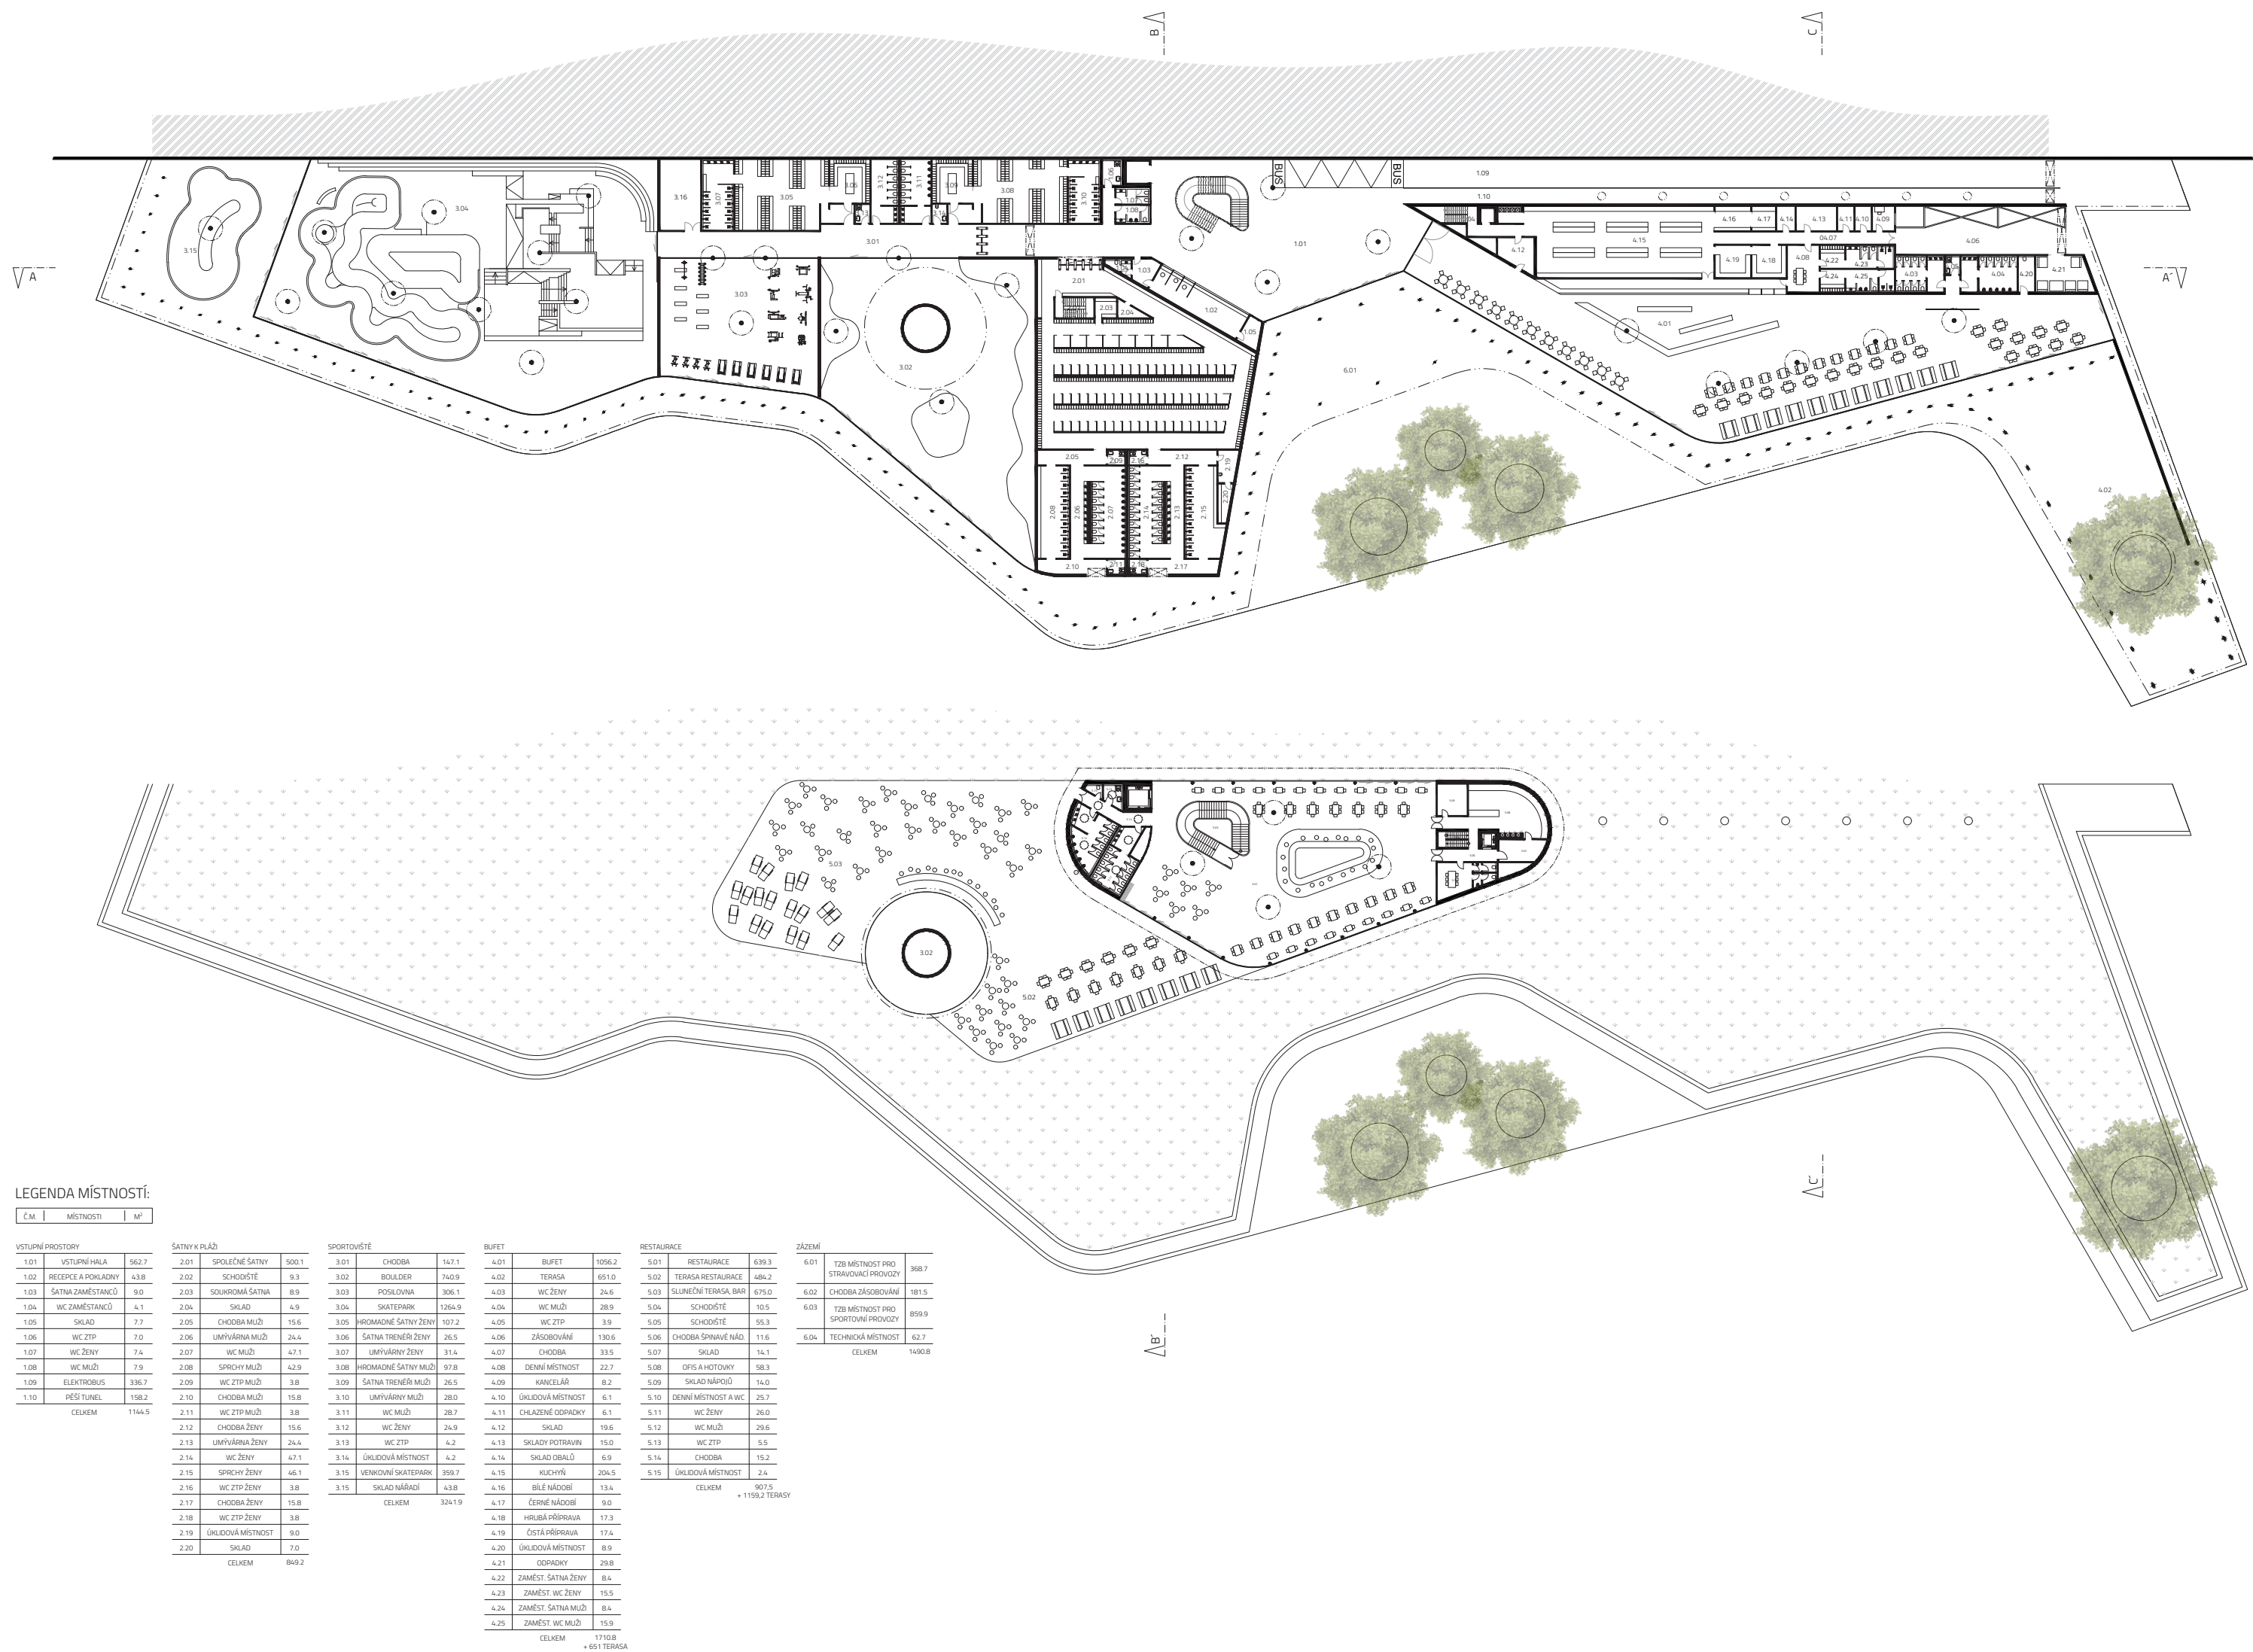 B
C
BUS
BUS
1.09
1.10
3.04
3.15
3.16
3.07
3.05
3.06
3.12
3.11
3.09
3.08
3.10
1.06
1.07
1.08
3.14
3.01
1.01
4.16
4.17
4.14
4.13
4.11
4.10
4.09
4.15
04.07
4.06
4.12
4.19
4.18
4.08
4.22
4.23
4.24
4.25
4.03
4.04
4.20
4.21
A
A´
3.03
2.01
1.03
1.02
1.05
2.03
2.04
4.01
3.02
6.01
4.02
2.05
2.09
2.16
2.12
2.19
2.20
2.08
2.06
2.07
2.14
2.13
2.15
2.10
2.11
2.18
2.17
5.03
3.02
5.02
C´
B´
LEGENDA MÍSTNOSTÍ:
Č.M. MÍSTNOSTI M²
VSTUPNÍ PROSTORY
1.01 VSTUPNÍ HALA 562.7
1.02 RECEPCE A POKLADNY 43.8
1.03 ŠATNA ZAMĚSTANCŮ 9.0
1.04 WC ZAMĚSTANCŮ 4.1
1.05 SKLAD 7.7
1.06 WC ZTP 7.0
1.07 WC ŽENY 7.4
1.08 WC MUŽI 7.9
1.09 ELEKTROBUS 336.7
1.10 PĚŠÍ TUNEL 158.2
CELKEM 1144.5
ŠATNY K PLÁŽI
2.01 SPOLEČNÉ ŠATNY 500.1
2.02 SCHODIŠTĚ 9.3
2.03 SOUKROMÁ ŠATNA 8.9
2.04 SKLAD 4.9
2.05 CHODBA MUŽI 15.6
2.06 UMÝVÁRNA MUŽI 24.4
2.07 WC MUŽI 47.1
2.08 SPRCHY MUŽI 42.9
2.09 WC ZTP MUŽI 3.8
2.10 CHODBA MUŽI 15.8
2.11 WC ZTP MUŽI 3.8
2.12 CHODBA ŽENY 15.6
2.13 UMÝVÁRNA ŽENY 24.4
2.14 WC ŽENY 47.1
2.15 SPRCHY ŽENY 46.1
2.16 WC ZTP ŽENY 3.8
2.17 CHODBA ŽENY 15.8
2.18 WC ZTP ŽENY 3.8
2.19 ÚKLIDOVÁ MÍSTNOST 9.0
2.20 SKLAD 7.0
CELKEM 849.2
SPORTOVIŠTĚ
3.01 CHODBA 147.1
3.02 BOULDER 740.9
3.03 POSILOVNA 306.1
3.04 SKATEPARK 1264.9
3.05 HROMADNÉ ŠATNY ŽENY 107.2
3.06 ŠATNA TRENÉŘI ŽENY 26.5
3.07 UMÝVÁRNY ŽENY 31.4
3.08 HROMADNÉ ŠATNY MUŽI 97.8
3.09 ŠATNA TRENÉŘI MUŽI 26.5
3.10 UMÝVÁRNY MUŽI 28.0
3.11 WC MUŽI 28.7
3.12 WC ŽENY 24.9
3.13 WC ZTP 4.2
3.14 ÚKLIDOVÁ MÍSTNOST 4.2
3.15 VENKOVNÍ SKATEPARK 359.7
3.15 SKLAD NÁŘADÍ 43.8
CELKEM 3241.9
BUFET
4.01 BUFET 1056.2
4.02 TERASA 651.0
4.03 WC ŽENY 24.6
4.04 WC MUŽI 28.9
4.05 WC ZTP 3.9
4.06 ZÁSOBOVÁNÍ 130.6
4.07 CHODBA 33.5
4.08 DENNÍ MÍSTNOST 22.7
4.09 KANCELÁŘ 8.2
4.10 ÚKLIDOVÁ MÍSTNOST 6.1
4.11 CHLAZENÉ ODPADKY 6.1
4.12 SKLAD 19.6
4.13 SKLADY POTRAVIN 15.0
4.14 SKLAD OBALŮ 6.9
4.15 KUCHYŇ 204.5
4.16 BÍLÉ NÁDOBÍ 13.4
4.17 ČERNÉ NÁDOBÍ 9.0
4.18 HRUBÁ PŘÍPRAVA 17.3
4.19 ČISTÁ PŘÍPRAVA 17.4
4.20 ÚKLIDOVÁ MÍSTNOST 8.9
4.21 ODPADKY 29.8
4.22 ZAMĚST. ŠATNA ŽENY 8.4
4.23 ZAMĚST. WC ŽENY 15.5
4.24 ZAMĚST. ŠATNA MUŽI 8.4
4.25 ZAMĚST. WC MUŽI 15.9
CELKEM 1710.8
+ 651 TERASA
RESTAURACE
5.01 RESTAURACE 639.3
5.02 TERASA RESTAURACE 484.2
5.03 SLUNEČNÍ TERASA, BAR 675.0
5.04 SCHODIŠTĚ 10.5
5.05 SCHODIŠTĚ 55.3
5.06 CHODBA ŠPINAVÉ NÁD. 11.6
5.07 SKLAD 14.1
5.08 OFIS A HOTOVKY 58.3
5.09 SKLAD NÁPOJŮ 14.0
5.10 DENNÍ MÍSTNOST A WC 25.7
5.11 WC ŽENY 26.0
5.12 WC MUŽI 29.6
5.13 WC ZTP 5.5
5.14 CHODBA 15.2
5.15 ÚKLIDOVÁ MÍSTNOST 2.4
CELKEM 907,5
+ 1159,2 TERASY
ZÁZEMÍ
6.01 TZB MÍSTNOST PRO
STRAVOVACÍ PROVOZY 368.7
6.02 CHODBA ZÁSOBOVÁNÍ 181.5
6.03 TZB MÍSTNOST PRO
SPORTOVNÍ PROVOZY 859.9
6.04 TECHNICKÁ MÍSTNOST 62.7
CELKEM 1490.8